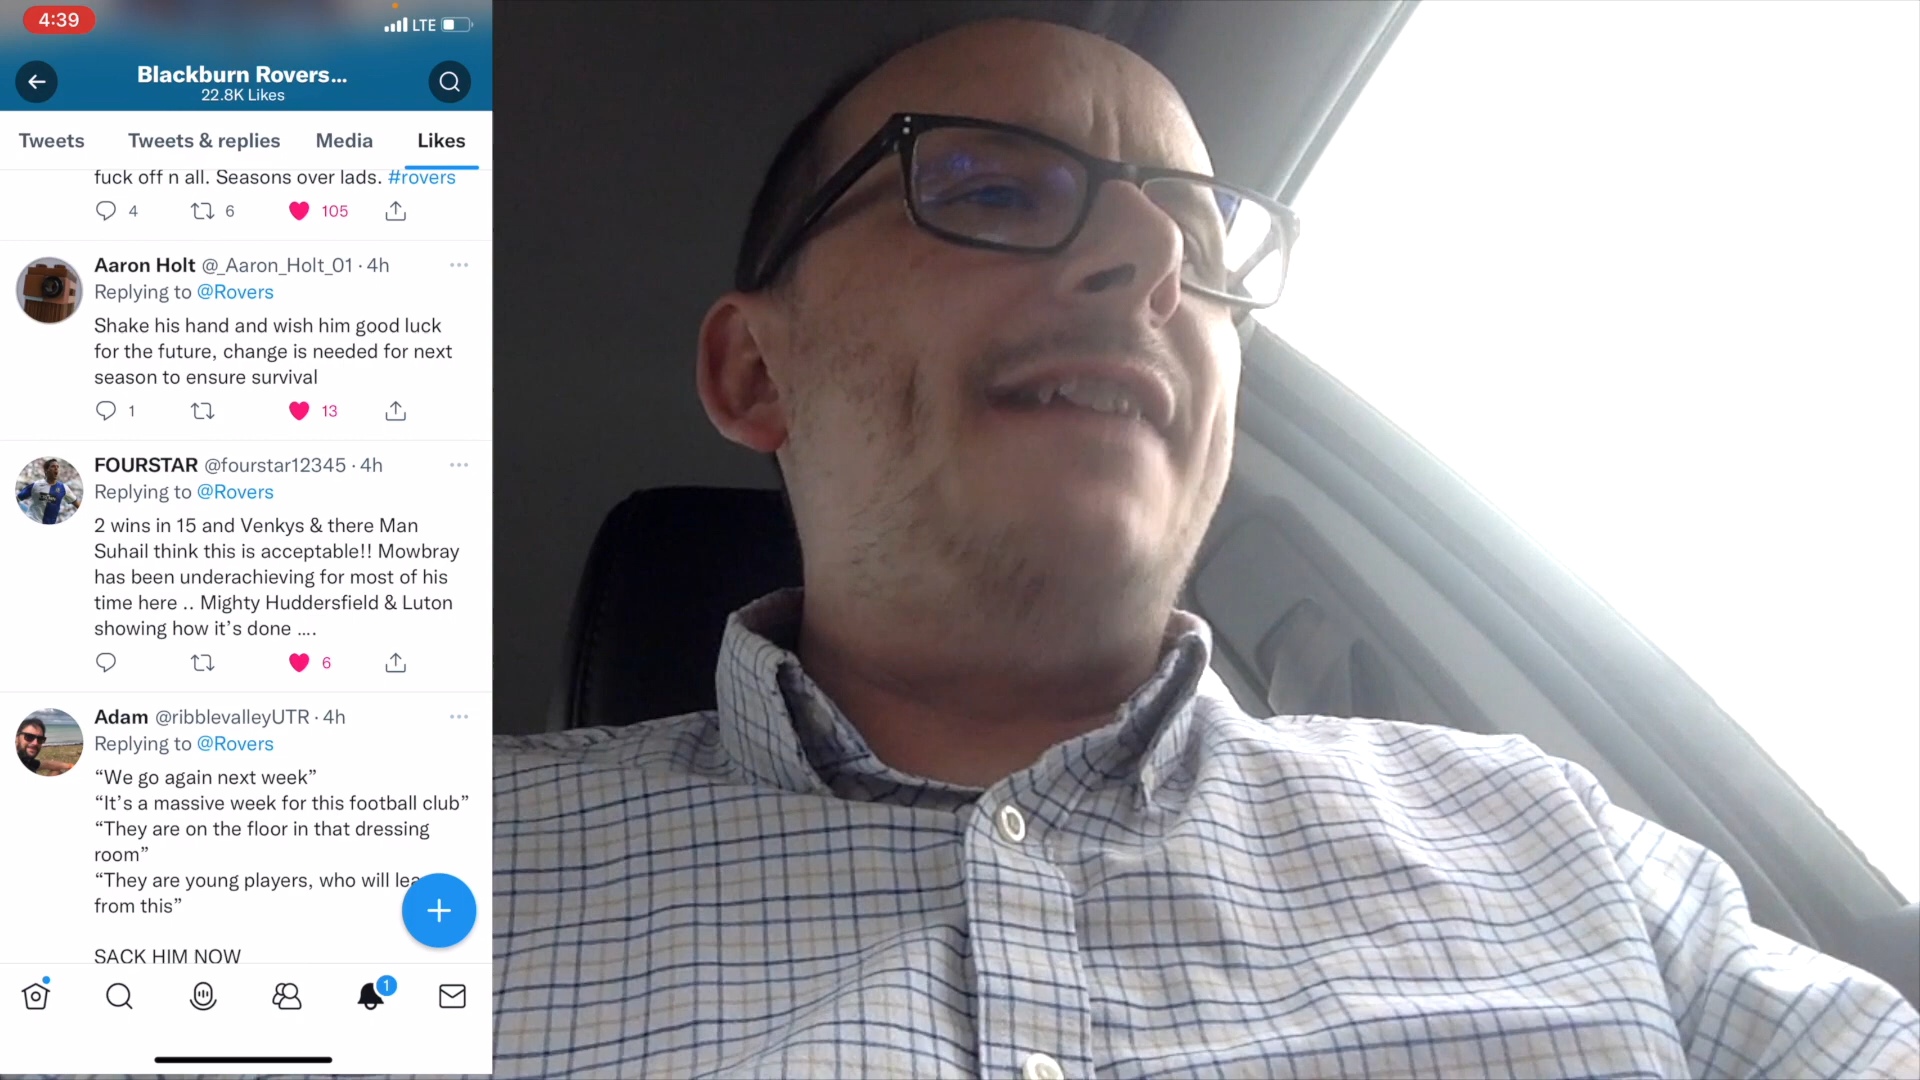 4:39
LTE
Blackburn Rovers...
22.8K Likes
Tweets Tweets & replies Media Likes
fuck off n all. Seasons over lads. #rovers
4 6 105
Aaron Holt @_Aaron_Holt_01 · 4h
Replying to @Rovers
Shake his hand and wish him good luck
for the future, change is needed for next
season to ensure survival
1 13
FOURSTAR @fourstar12345 · 4h
Replying to @Rovers
2 wins in 15 and Venkys & there Man
Suhail think this is acceptable!! Mowbray
has been underachieving for most of his
time here .. Mighty Huddersfield & Luton
showing how it’s done ....
6
Adam @ribblevalleyUTR · 4h
Replying to @Rovers
“We go again next week”
“It’s a massive week for this football club”
“They are on the floor in that dressing
room”
“They are young players, who will
from this”
SACK HIM NOW
1